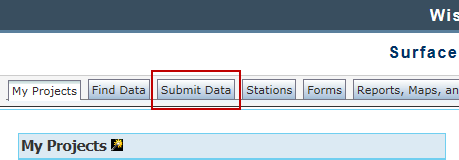 Wis
Surface
My Projects Find Data Submit Data Stations Forms Reports, Maps, an
My Projects